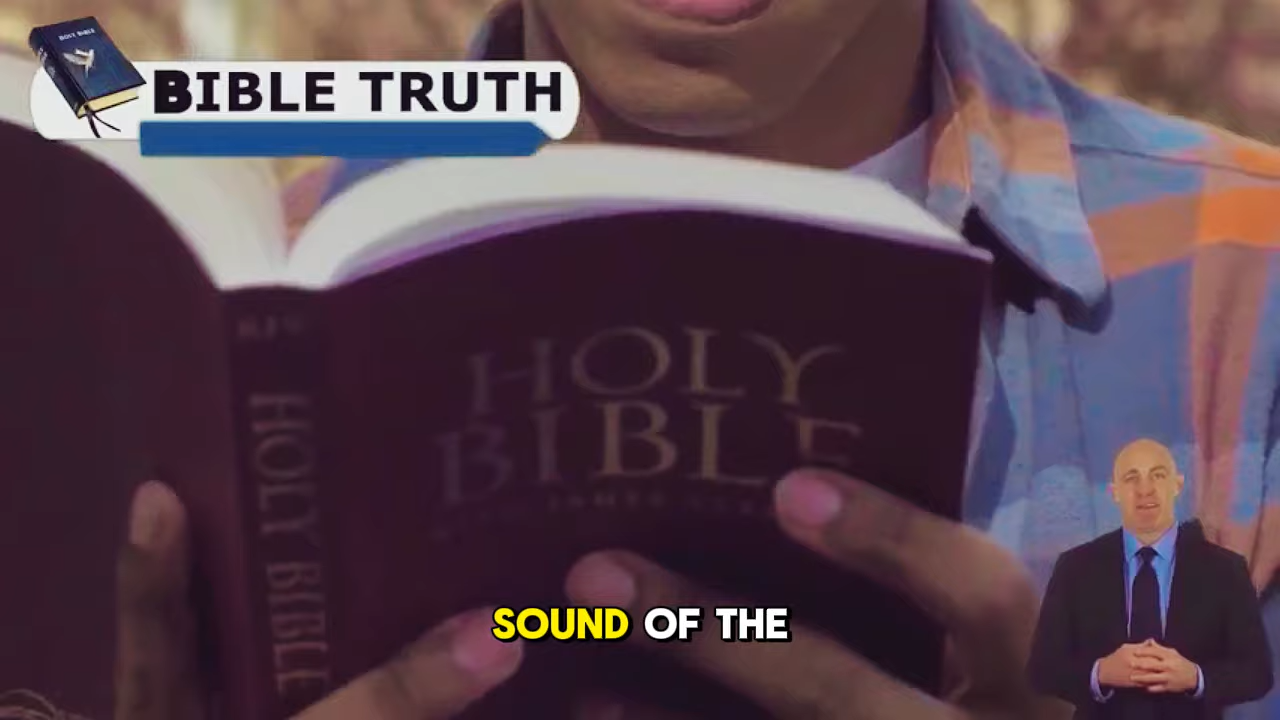 HOLY BIBLE
BIBLE TRUTH
HOLY
BIBLE
HOLY BIBLE
SOUND OF THE